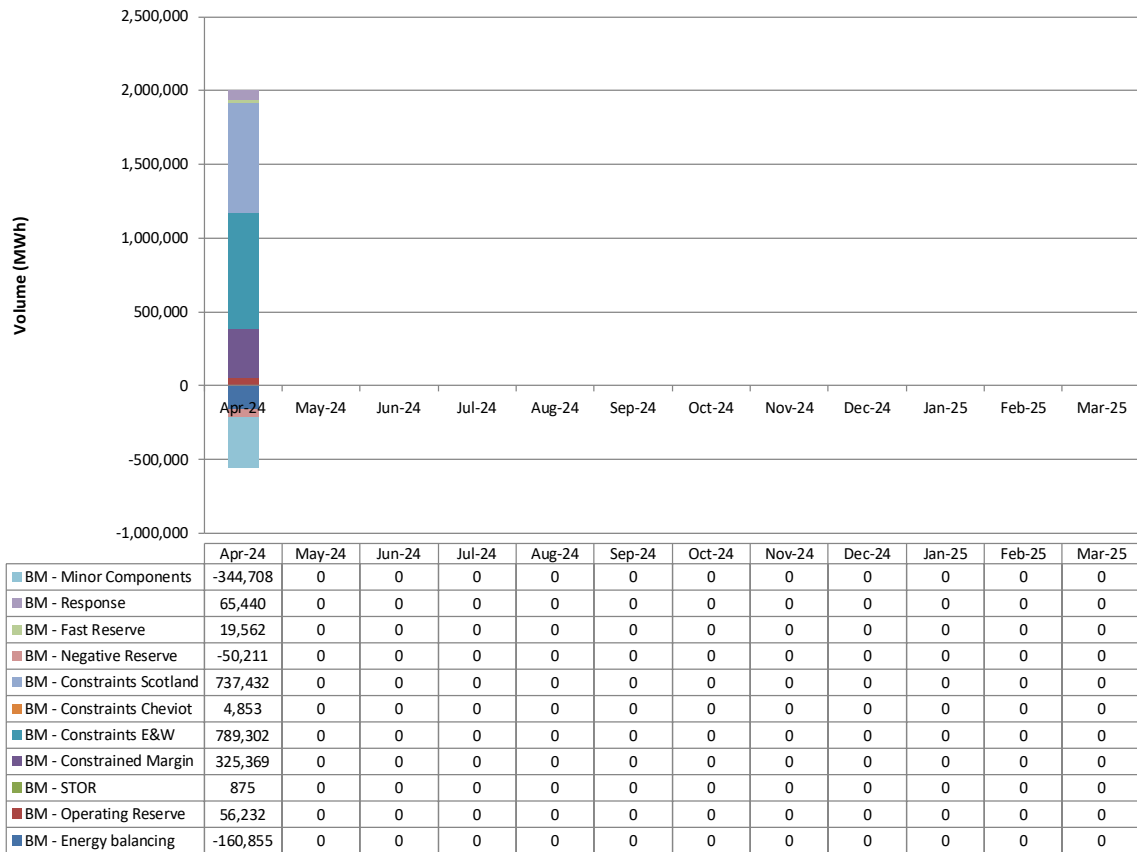 2,500,000
2,000,000
1,500,000
1,000,000
500,000
0
-500,000
-1,000,000
Volume (MWh)
Apr-24 May-24 Jun-24 Jul-24 Aug-24 Sep-24 Oct-24 Nov-24 Dec-24 Jan-25 Feb-25 Mar-25
Apr-24 May-24 Jun-24 Jul-24 Aug-24 Sep-24 Oct-24 Nov-24 Dec-24 Jan-25 Feb-25 Mar-25
BM - Minor Components -344,708 0 0 0 0 0 0 0 0 0 0 0
BM - Response 65,440 0 0 0 0 0 0 0 0 0 0 0
BM - Fast Reserve 19,562 0 0 0 0 0 0 0 0 0 0 0
BM - Negative Reserve -50,211 0 0 0 0 0 0 0 0 0 0 0
BM - Constraints Scotland 737,432 0 0 0 0 0 0 0 0 0 0 0
BM - Constraints Cheviot 4,853 0 0 0 0 0 0 0 0 0 0 0
BM - Constraints E&W 789,302 0 0 0 0 0 0 0 0 0 0 0
BM - Constrained Margin 325,369 0 0 0 0 0 0 0 0 0 0 0
BM - STOR 875 0 0 0 0 0 0 0 0 0 0 0
BM - Operating Reserve 56,232 0 0 0 0 0 0 0 0 0 0 0
BM - Energy balancing -160,855 0 0 0 0 0 0 0 0 0 0 0